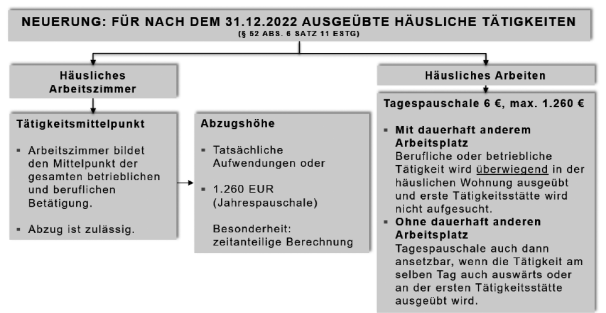 NEUERUNG: FÜR NACH DEM 31.12.2022 AUSGEÜBTE HÄUSLICHE TÄTIGKEITEN
(§ 52 ABS. 6 SATZ 11 ESTG)
Häusliches
Arbeitszimmer
Tätigkeitsmittelpunkt
▪ Arbeitszimmer bildet
den Mittelpunkt der
gesamten betrieblichen
und beruflichen
Betätigung.
▪ Abzug ist zulässig.
Abzugshöhe
▪ Tatsächliche
Aufwendungen oder
▪ 1.260 EUR
(Jahrespauschale)
Besonderheit:
zeitanteilige Berechnung
Häusliches Arbeiten
Tagespauschale 6 €, max. 1.260 €
▪ Mit dauerhaft anderem
Arbeitsplatz
Berufliche oder betriebliche
Tätigkeit wird überwiegend in der
häuslichen Wohnung ausgeübt
und erste Tätigkeitsstätte wird
nicht aufgesucht.
▪ Ohne dauerhaft anderen
Arbeitsplatz
Tagespauschale auch dann
ansetzbar, wenn die Tätigkeit am
selben Tag auch auswärts oder
an der ersten Tätigkeitsstätte
ausgeübt wird.